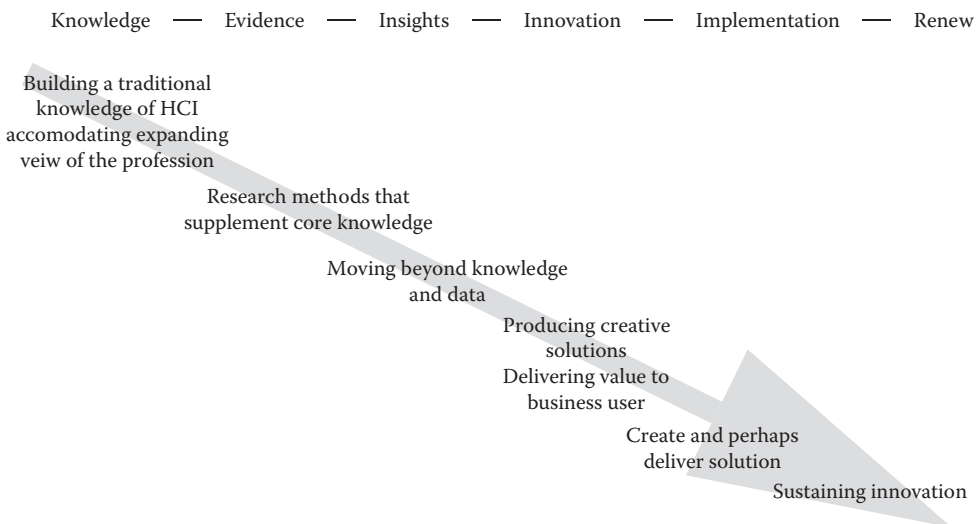 Knowledge — Evidence — Insights — Innovation — Implementation — Renew
Building a traditional
knowledge of HCI
accomodating expanding
veiw of the profession
Research methods that
supplement core knowledge
Moving beyond knowledge
and data
Producing creative
solutions
Delivering value to
business user
Create and perhaps
deliver solution
Sustaining innovation